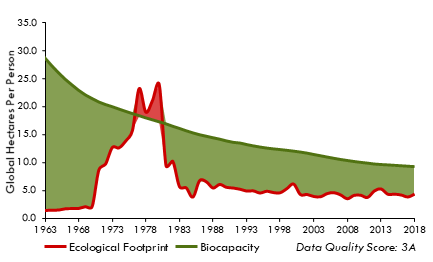 Global Hectares Per Person
35.0
30.0
25.0
20.0
15.0
10.0
5.0
0.0
1963 1968 1973 1978 1983 1988 1993 1998 2003 2008 2013 2018
Ecological Footprint Biocapacity Data Quality Score: 3A